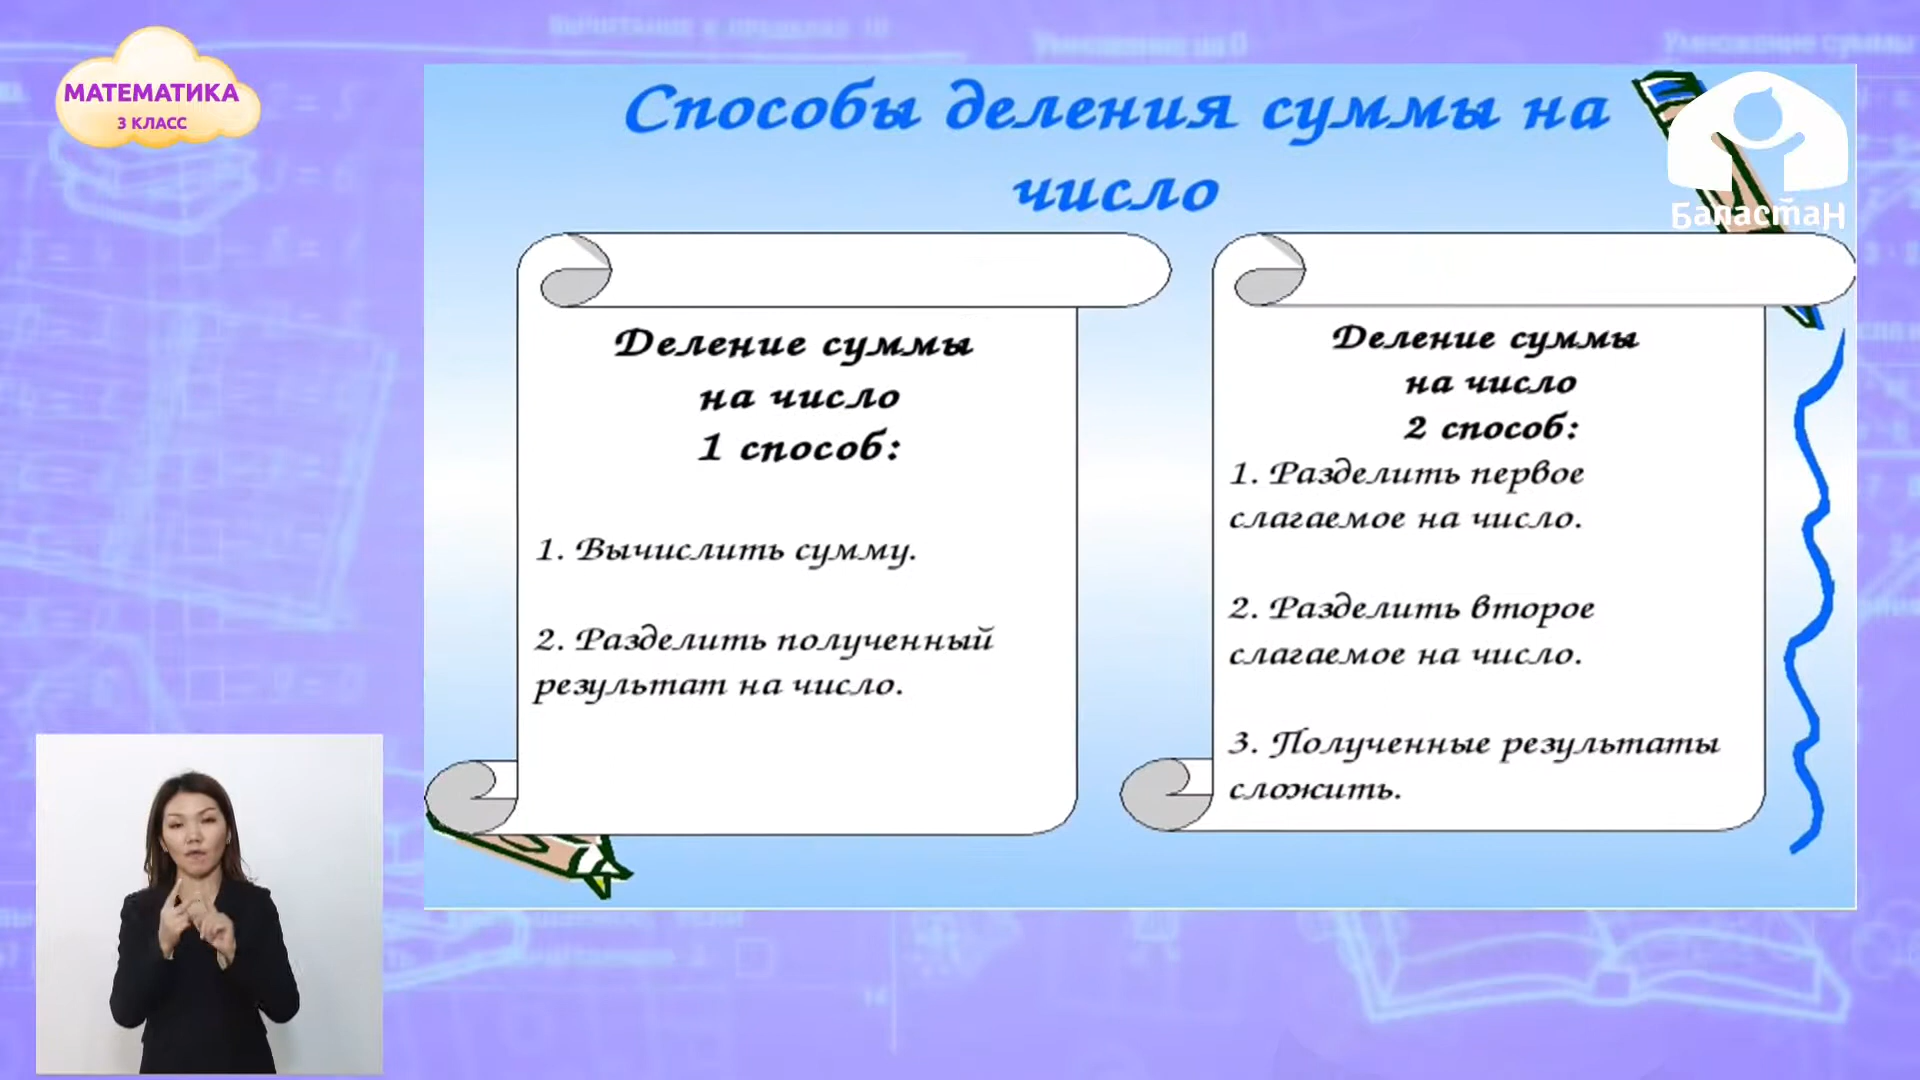 МАТЕМАТИКА
3 КЛАСС
Способы деления суммы на
число
Баластан
Деление суммы
на число
1 способ:
1. Вычислить сумму.
2. Разделить полученный
результат на число.
Деление суммы
на число
2 способ:
1. Разделить первое
слагаемое на число.
2. Разделить второе
слагаемое на число.
3. Полученные результаты
сложить.